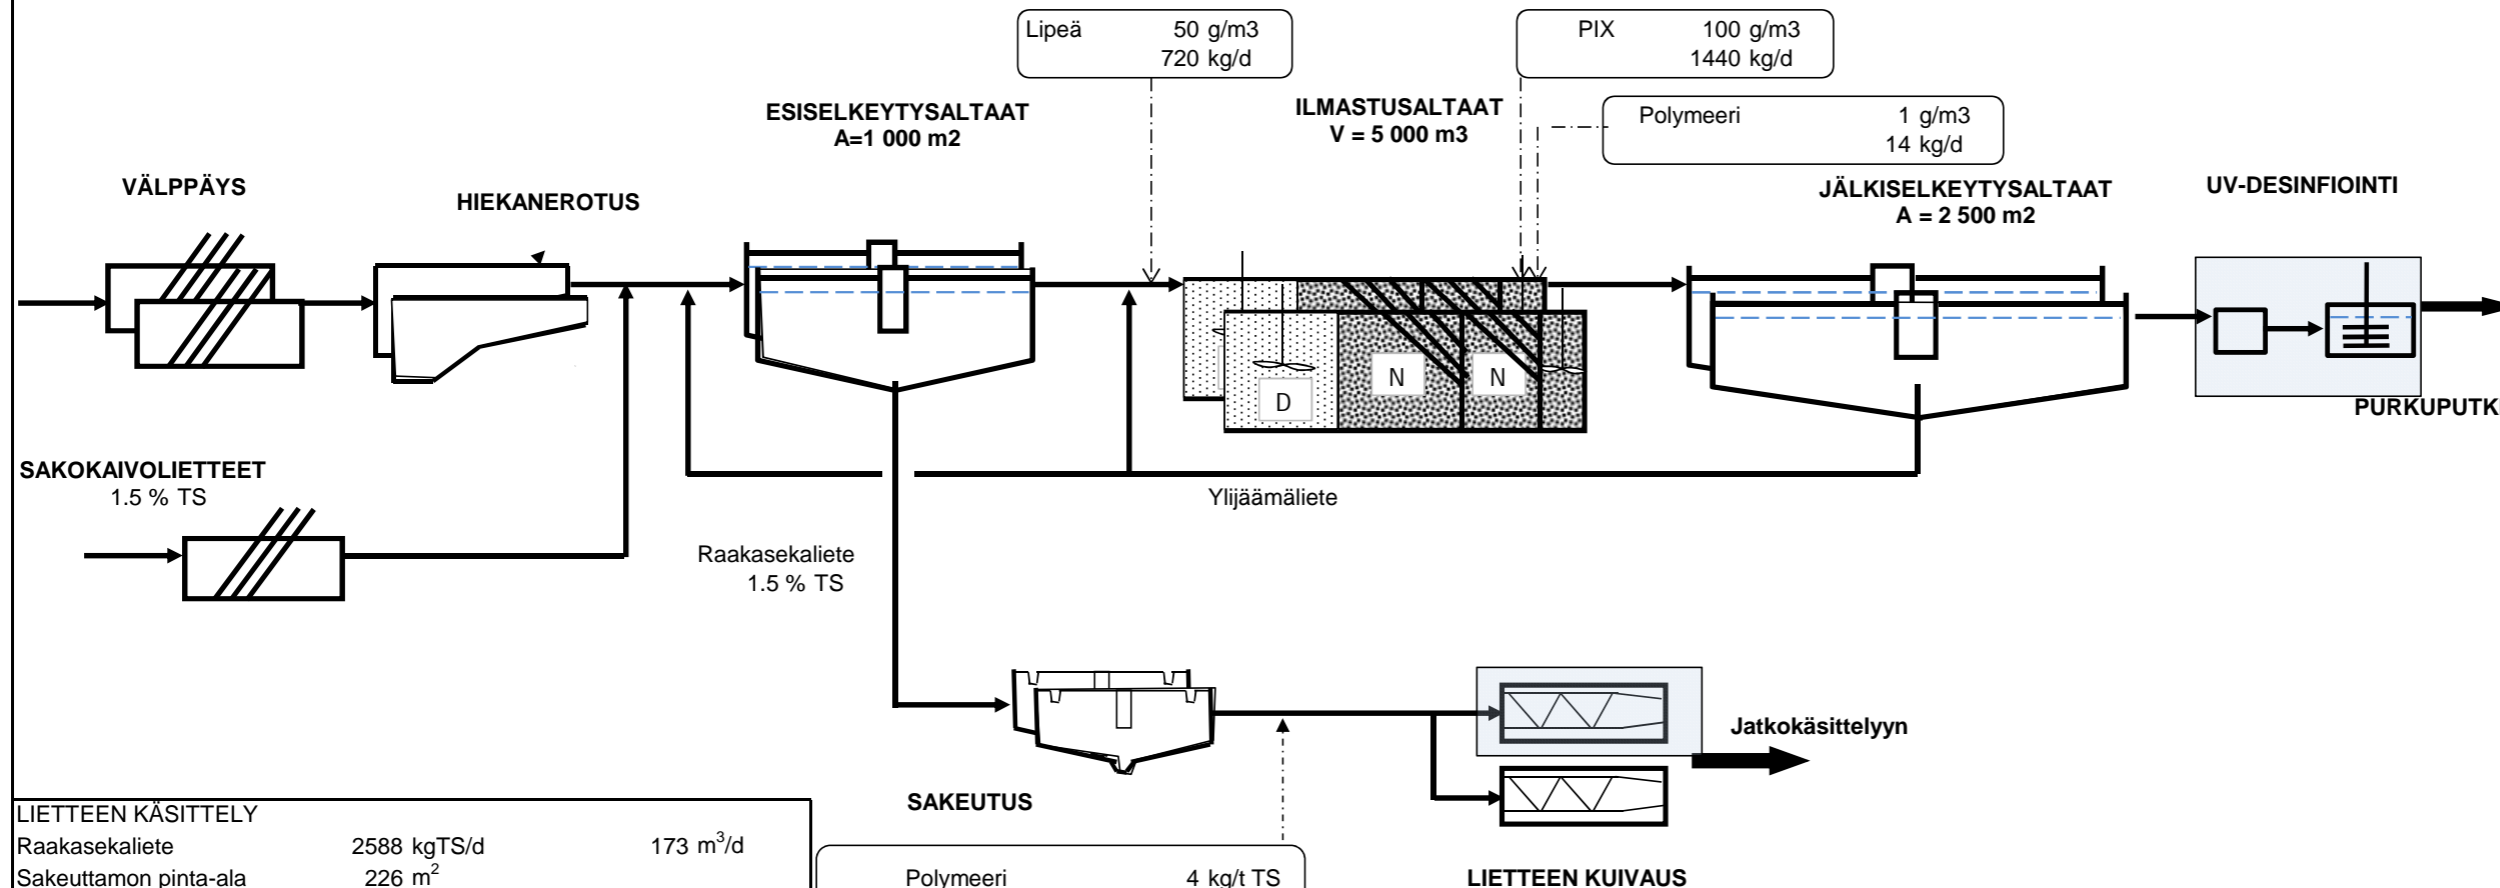 Lipeä 50 g/m3
720 kg/d
PIX 100 g/m3
1440 kg/d
Polymeeri 1 g/m3
14 kg/d
ESISELKEYTYSALTAAT
A=1 000 m2
ILMASTUSALTAAT
V = 5 000 m3
VÄLPPÄYS
HIEKANEROTUS
JÄLKISELKEYTYSALTAAT
A = 2 500 m2
UV-DESINFIOINTI
D
N
N
PURKUPUTK
SAKOKAIVOLIETTEET
1.5 % TS
Ylijäämäliete
Raakasekaliete
1.5 % TS
Jatkokäsittelyyn
SAKEUTUS
LIETTEEN KÄSITTELY
Raakasekaliete 2588 kgTS/d 173 m³/d
Sakeuttamon pinta-ala 226 m²
Polymeeri 4 kg/t TS
LIETTEEN KUIVAUS